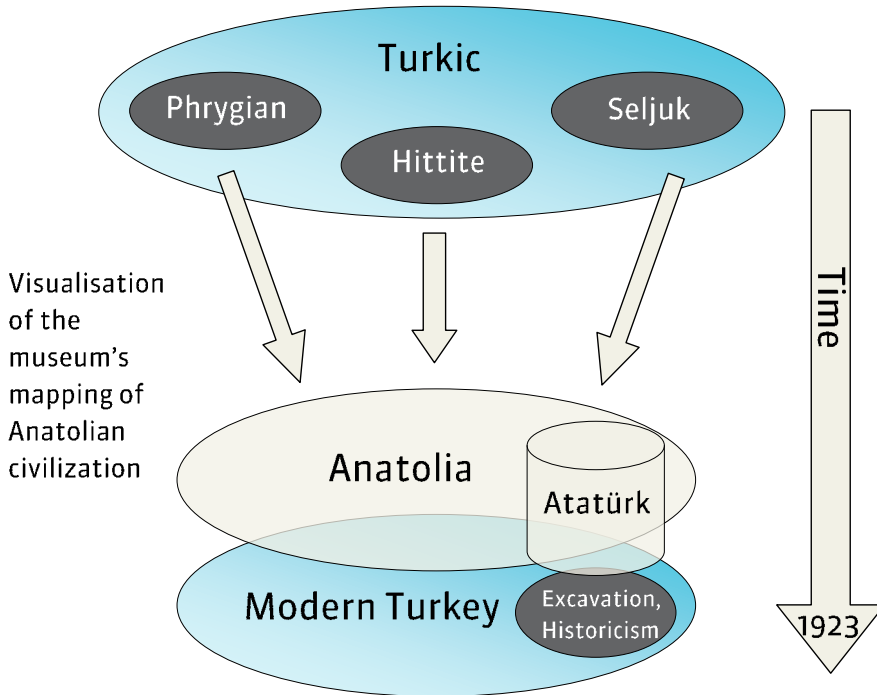 Turkic
Phrygian
Hittite
Seljuk
Visualisation
of the
museum's
mapping of
Anatolian
civilization
Time
Anatolia
Atatürk
Modern Turkey
Excavation,
Historicism
1923